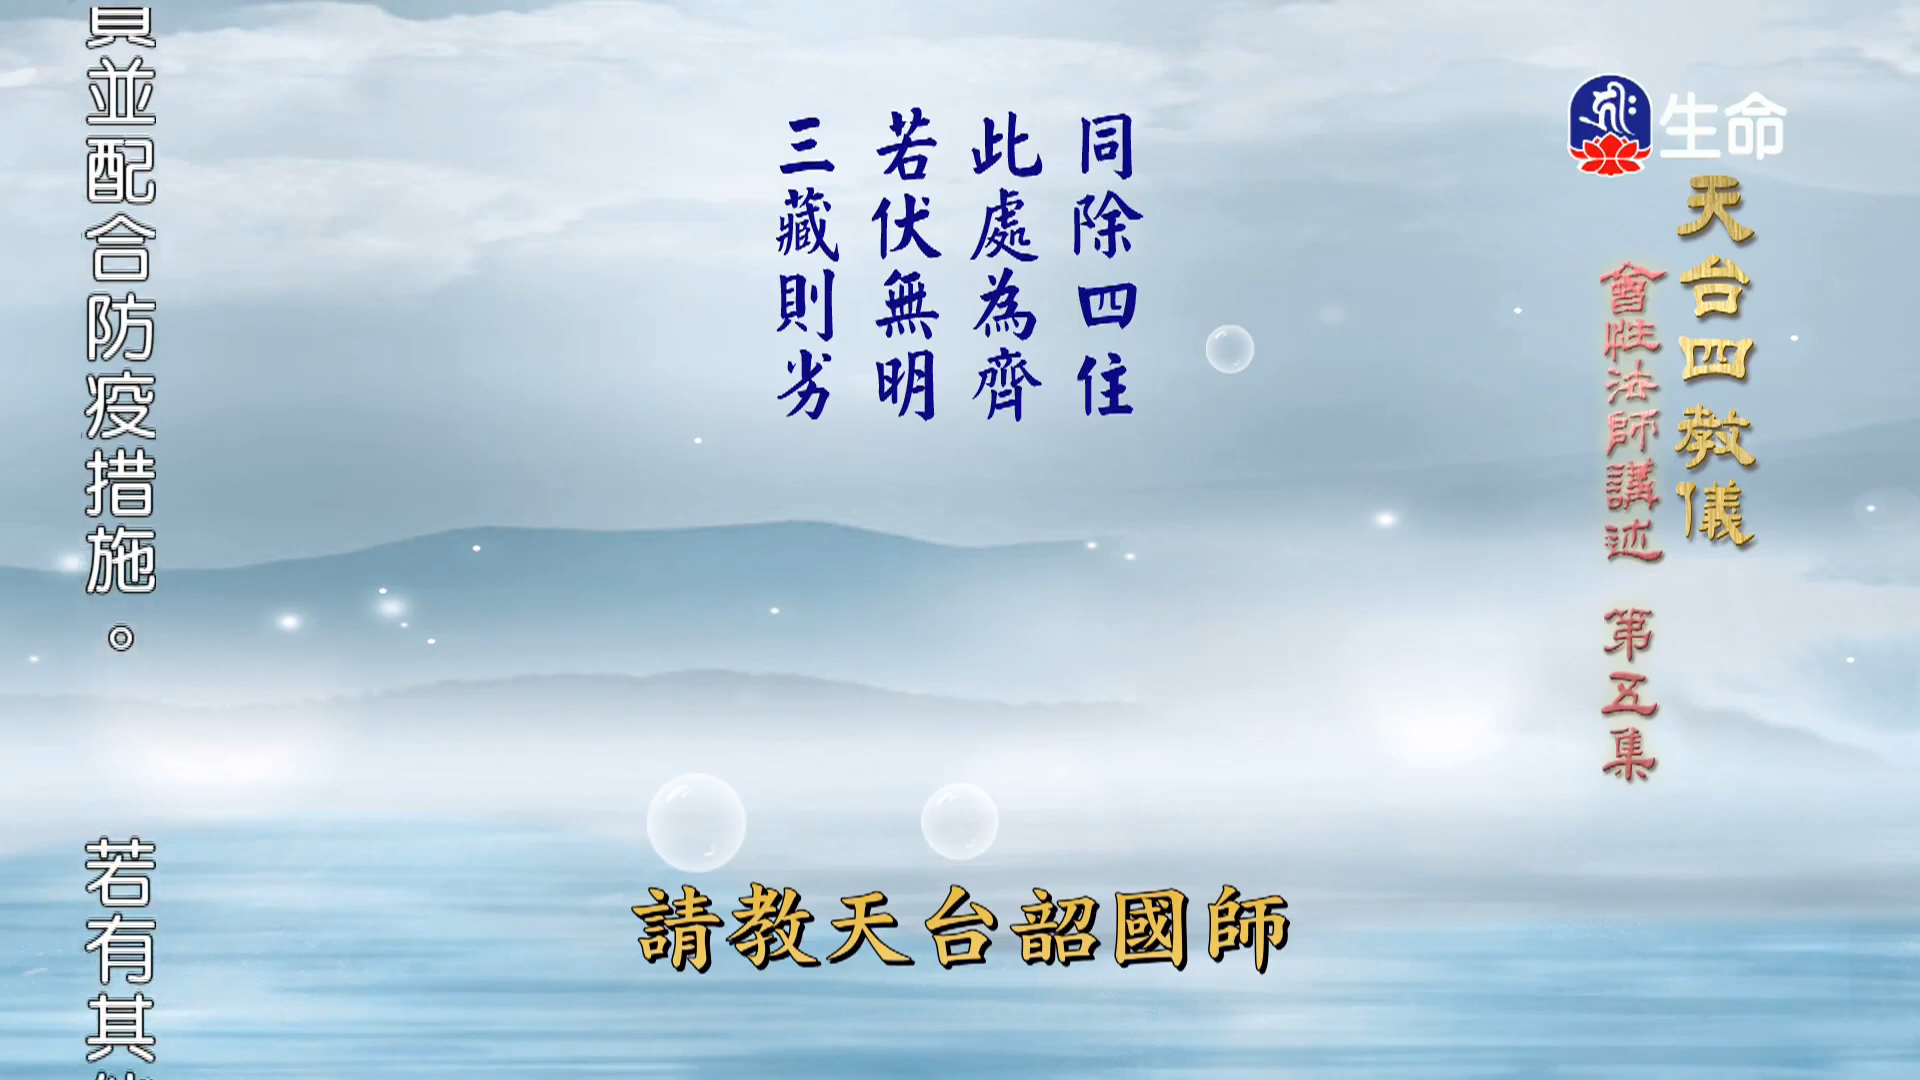 生命
天台四教儀
會性法師講述 第五集
同除四住
此處為齊
若伏無明
三藏則劣
請教天台韶國師
並配合防疫措施。 若有其